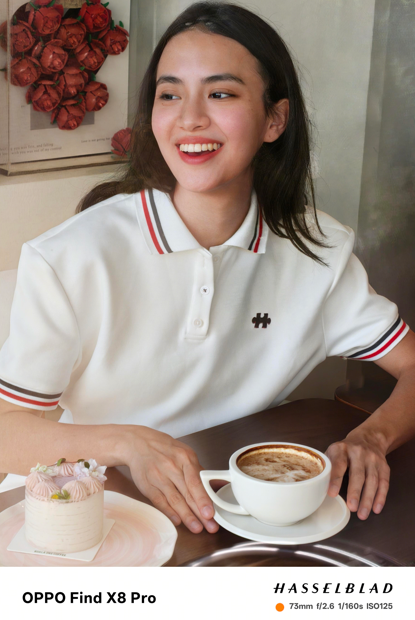 OPPO Find X8 Pro
HASSELBLAD
73mm f/2.6 1/160s ISO125